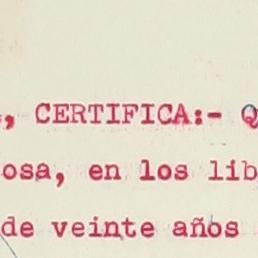 , CERTIFICA:- Q
osa, en los lib
de veinte años